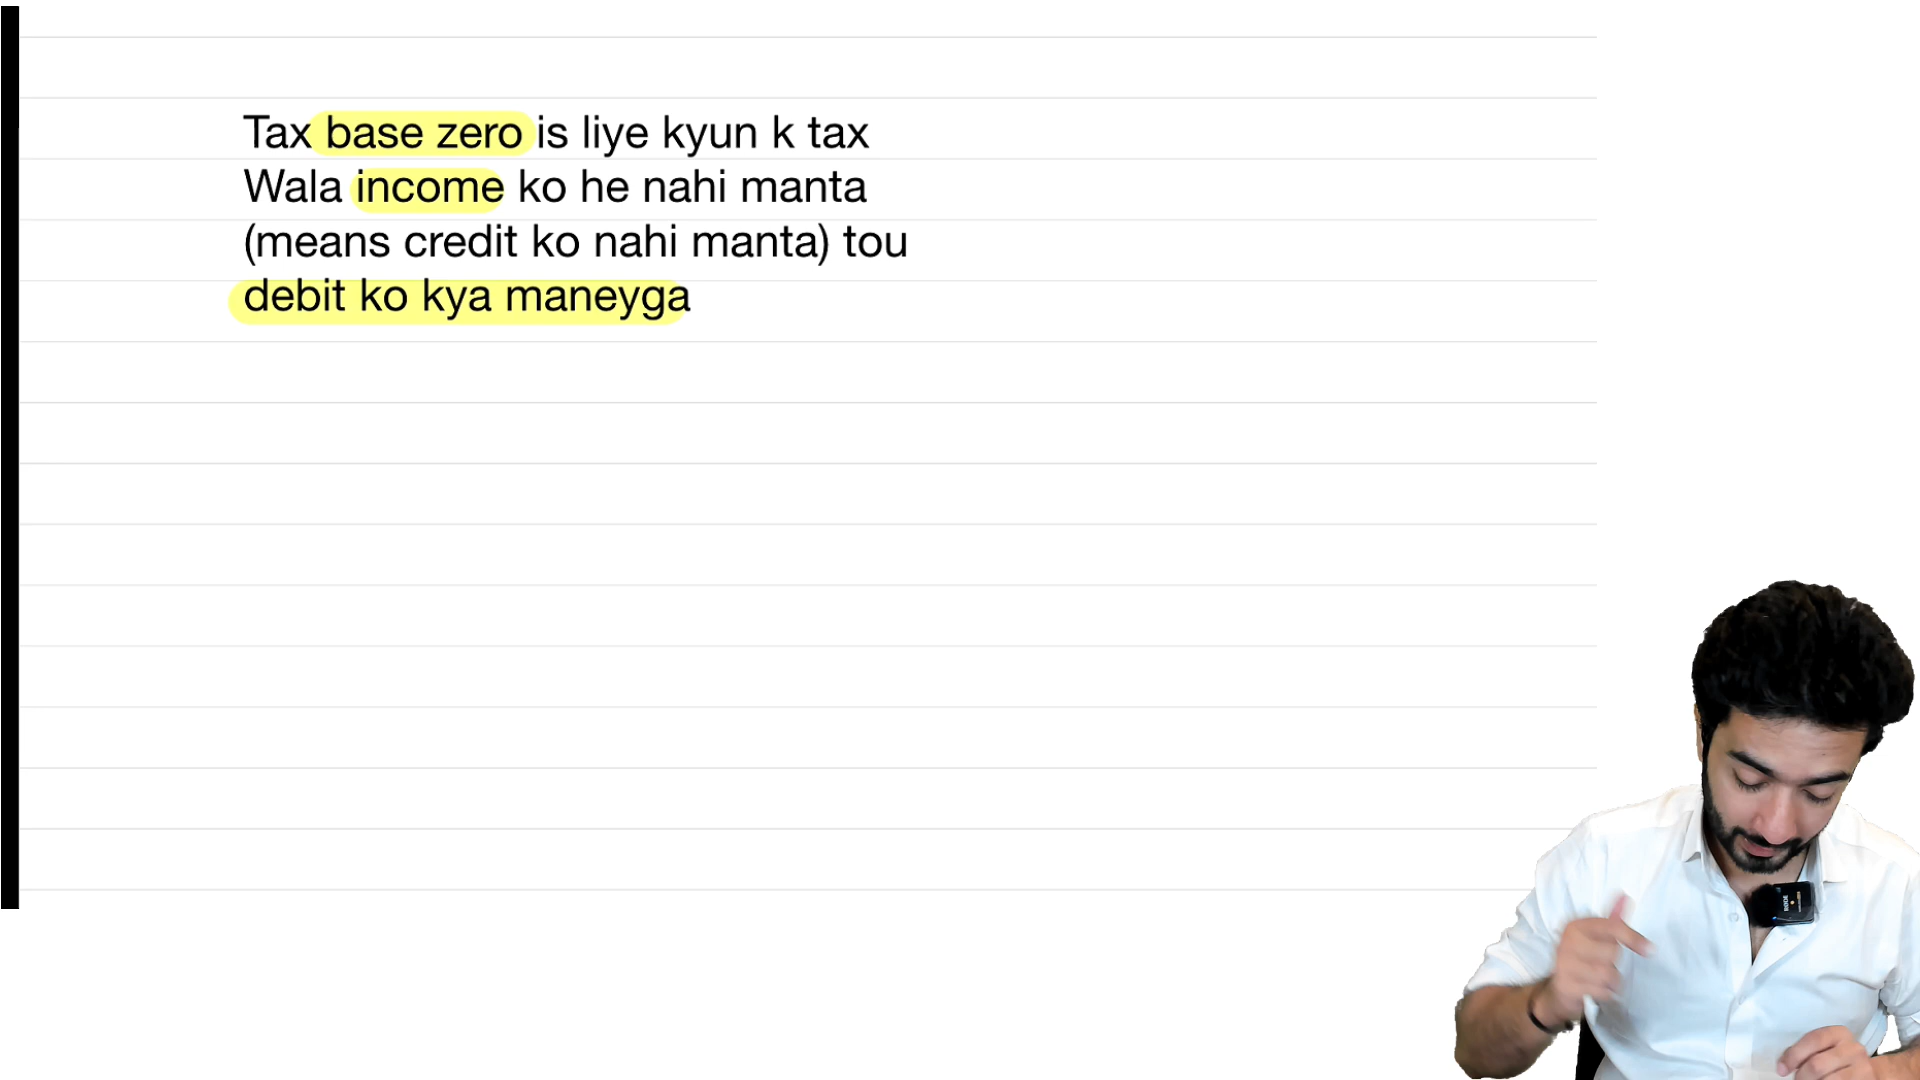 Tax base zero is liye kyun k tax
Wala income ko he nahi manta
(means credit ko nahi manta) tou
debit ko kya maneyga
RØDE